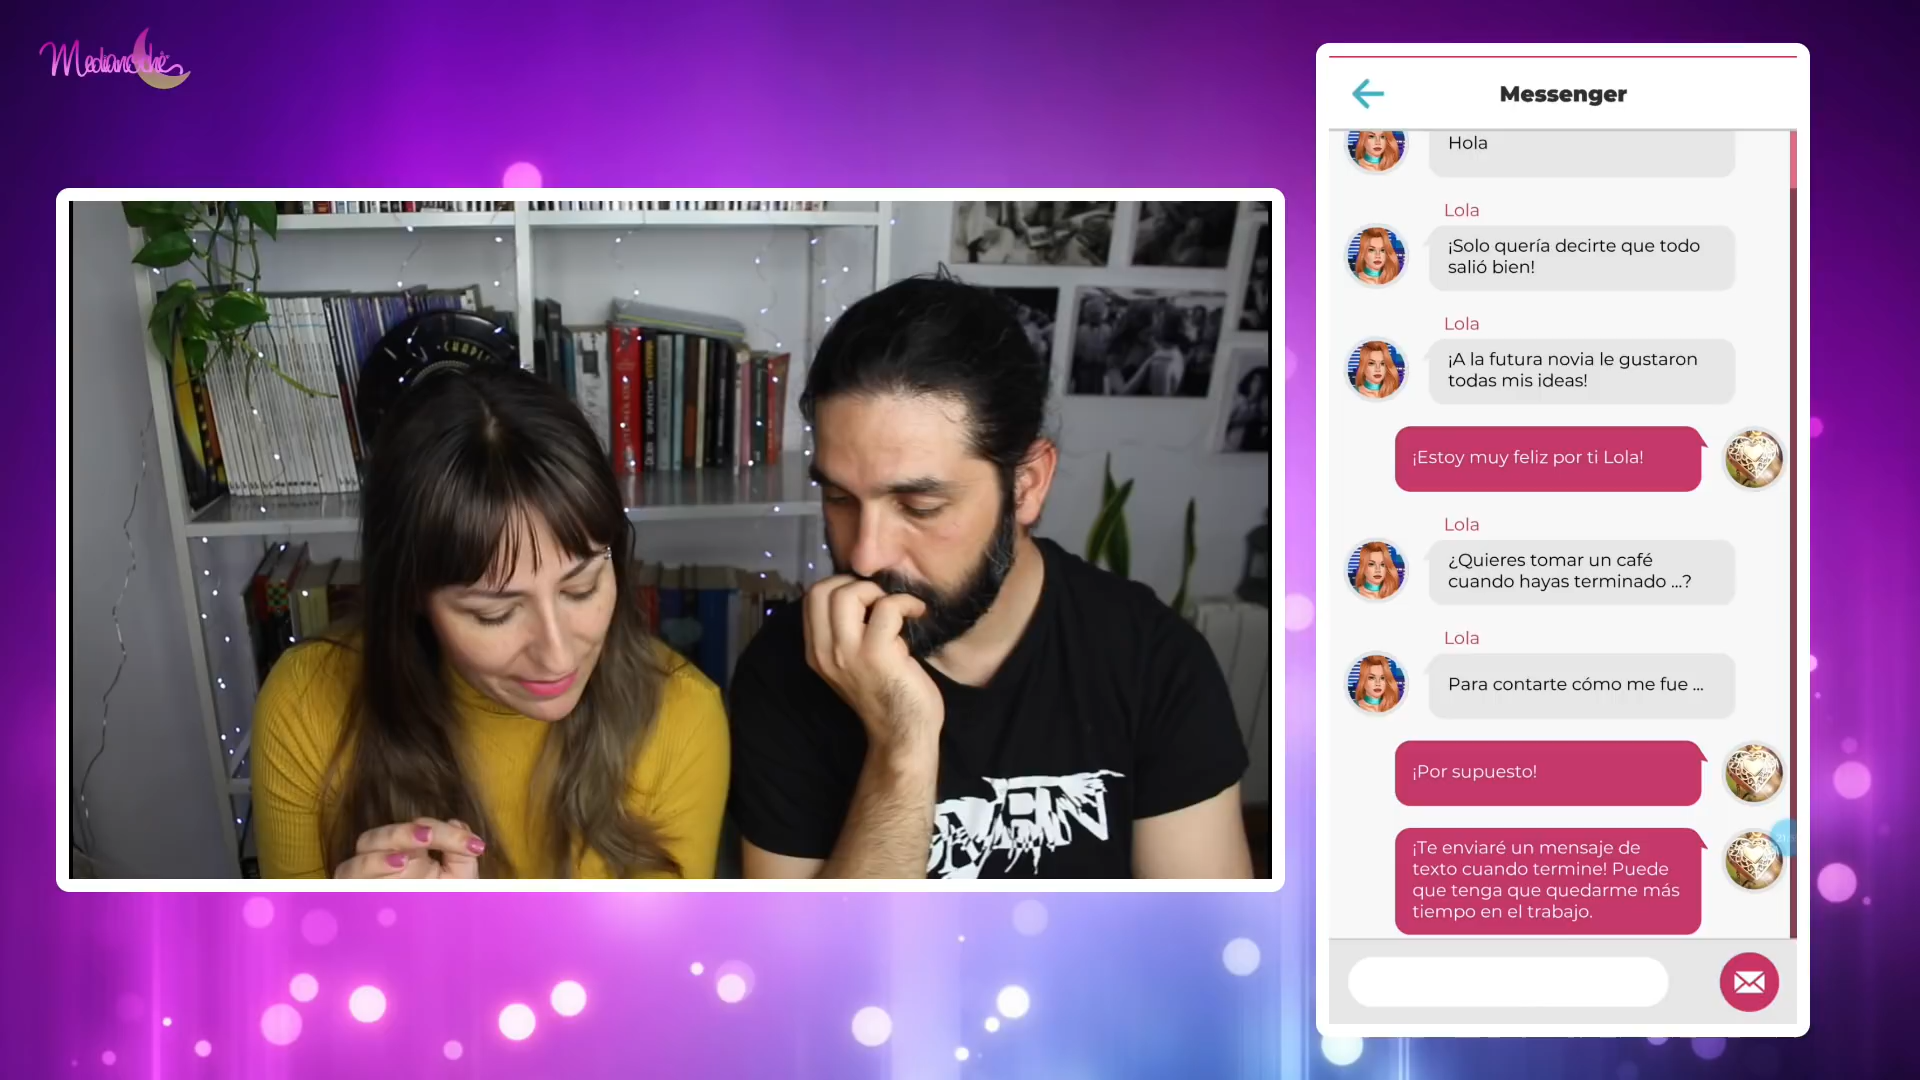 Medianoche
Messenger
Hola
Lola
¡Solo quería decirte que todo
salió bien!
Lola
¡A la futura novia le gustaron
todas mis ideas!
¡Estoy muy feliz por ti Lola!
Lola
¿Quieres tomar un café
cuando hayas terminado ...?
Lola
Para contarte cómo me fue ...
¡Por supuesto!
¡Te enviaré un mensaje de
texto cuando termine! Puede
que tenga que quedarme más
tiempo en el trabajo.